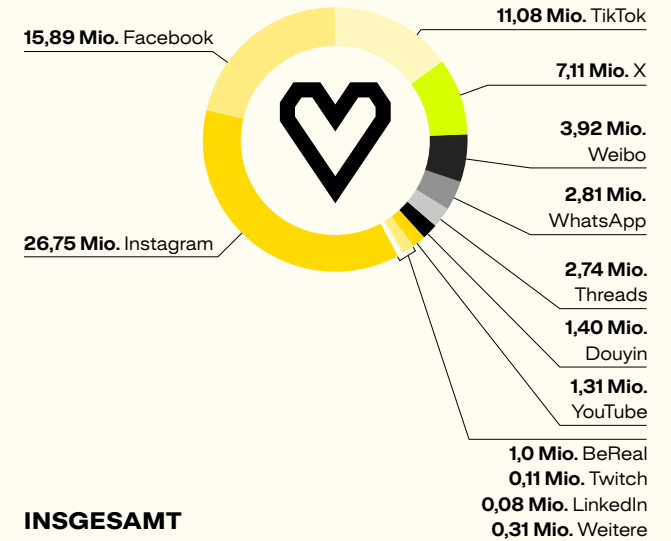 11,08 Mio. TikTok
15,89 Mio. Facebook
7,11 Mio. X
3,92 Mio.
Weibo
2,81 Mio.
WhatsApp
26,75 Mio. Instagram
2,74 Mio.
Threads
1,40 Mio.
Douyin
1,31 Mio.
YouTube
1,0 Mio. BeReal
0,11 Mio. Twitch
0,08 Mio. LinkedIn
0,31 Mio. Weitere
INSGESAMT